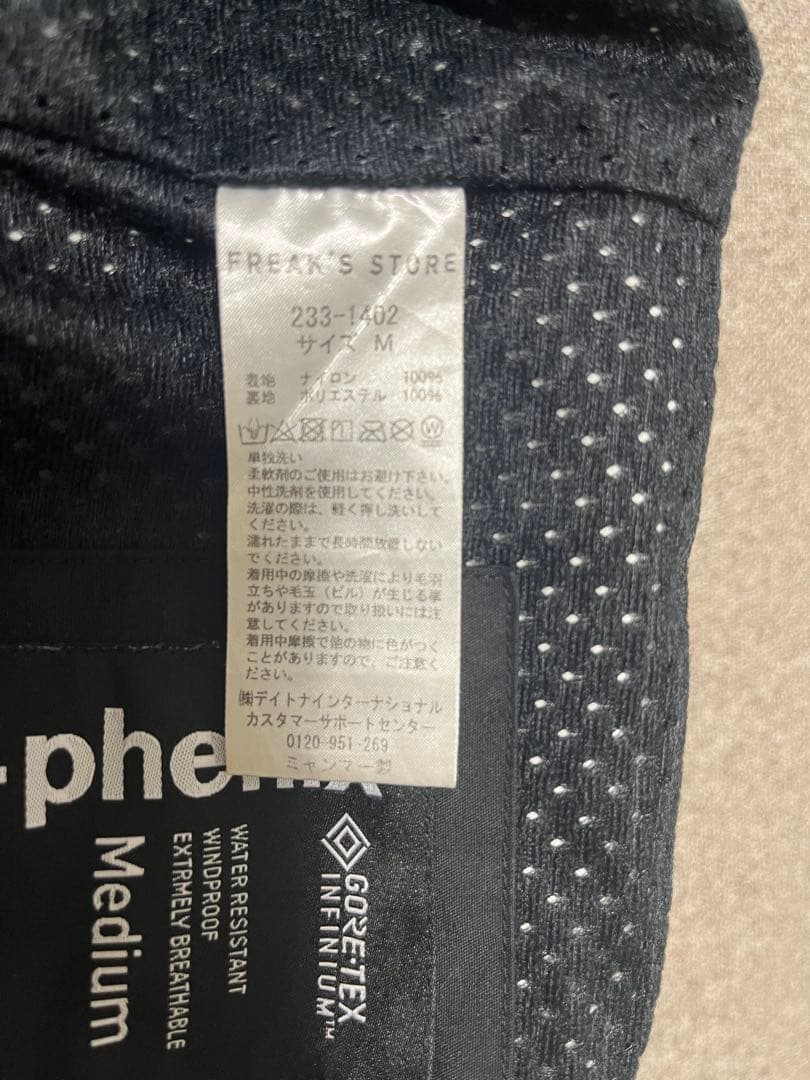 FREAK'S STORE
233-1402
サイズ M
表地 ナイロン 100%
裏地 ポリエステル 100%
W
単独洗い
柔軟剤のご使用はお避け下さい。
中性洗剤を使用してください。
洗濯の際は、軽く押し洗いして
ください。
濡れたままで長時間放置しない
でください。
着用中の摩擦や洗濯により毛羽
立ちや毛玉（ピル）が生じる事
がありますので取り扱いには注
意してください。
着用中摩擦で他の物に色がつく
ことがありますので、ご注意く
ださい。
㈱デイトナインターナショナル
カスタマーサポートセンター
0120-951-269
ミャンマー製
GORE-TEX
INFINIUM™
WATER RESISTANT
WINDPROOF
EXTRMELY BREATHABLE
Medium